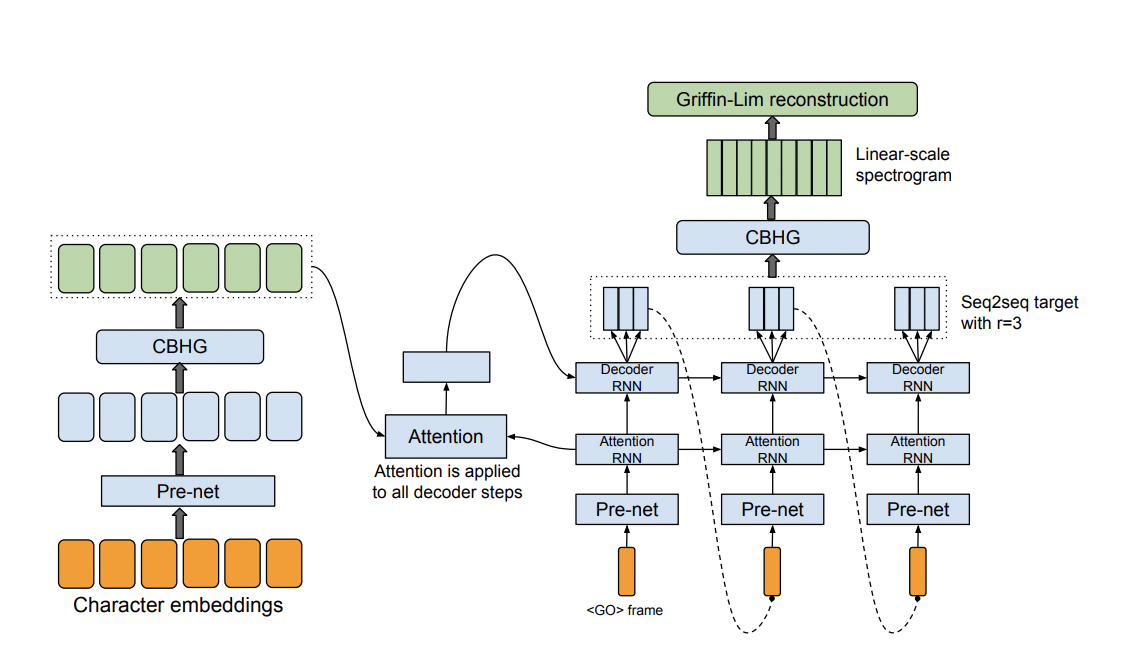 Griffin-Lim reconstruction
Linear-scale
spectrogram
CBHG
Seq2seq target
with r=3
CBHG
Decoder
RNN
Decoder
RNN
Decoder
RNN
Attention
Attention is applied
to all decoder steps
Attention
RNN
Attention
RNN
Attention
RNN
Pre-net
Pre-net
Pre-net
Pre-net
<GO> frame
Character embeddings